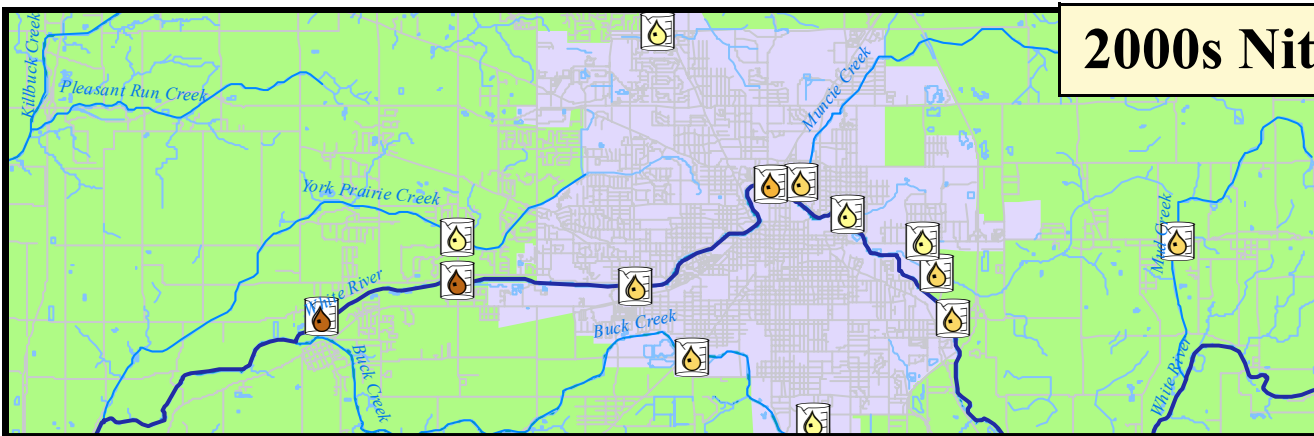 2000s Nit
Killbuck Creek
Pleasant Run Creek
Muncie Creek
York Prairie Creek
Mud Creek
White River
Buck Creek
Buck Creek
White River